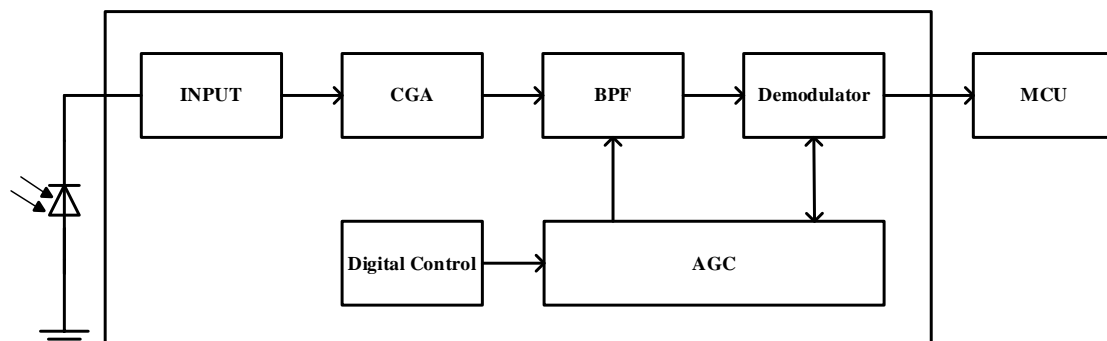 INPUT
CGA
BPF
Demodulator
MCU
Digital Control
AGC